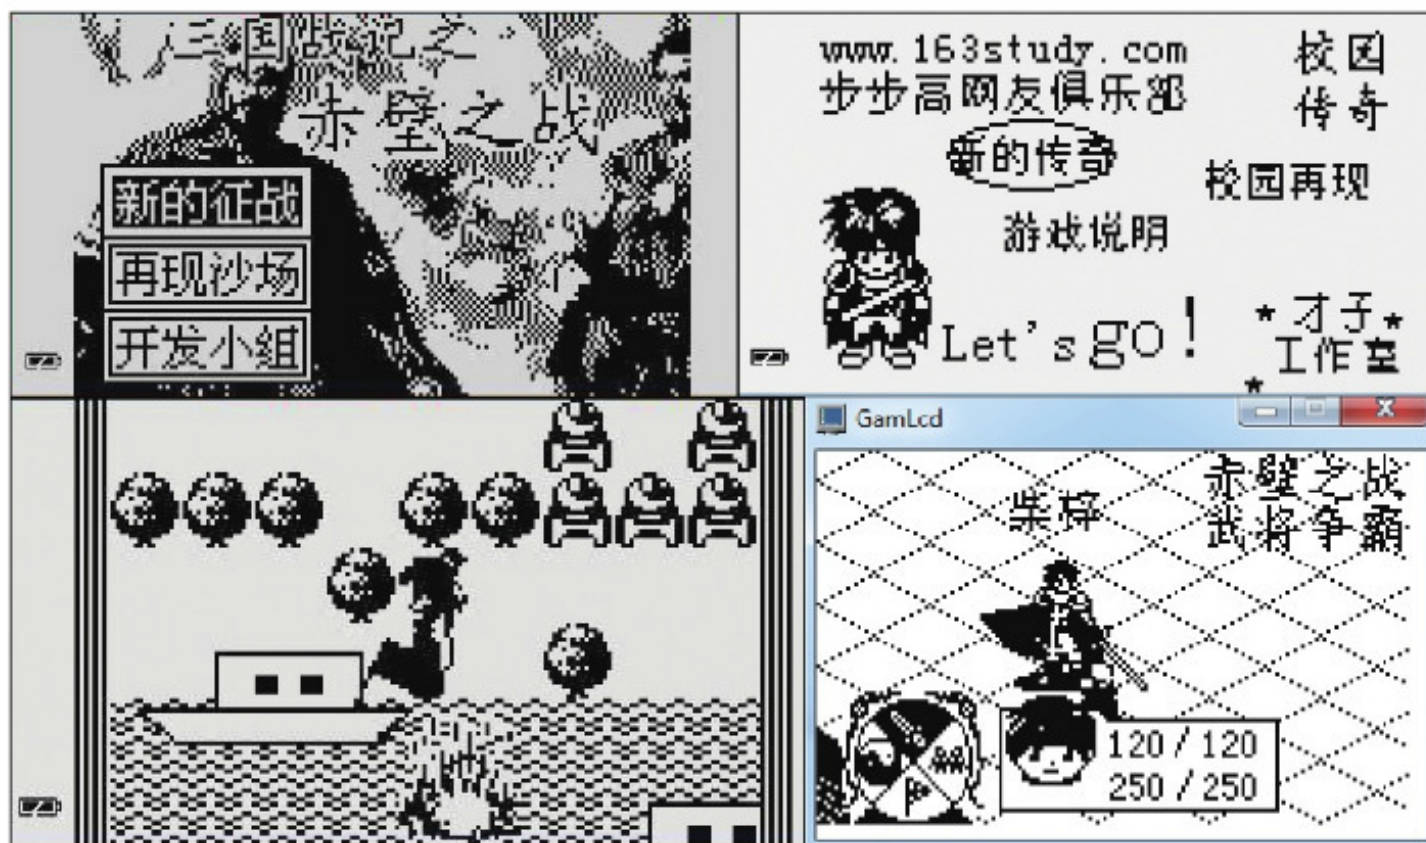 三国战记之
赤壁之战
新的征战
再现沙场
开发小组
www.163study.com
步步高网友俱乐部
校园
传奇
新的传奇
校园再现
游戏说明
Let's go!
*才子*
工作室
*
GamLcd
赤壁之战
武将争霸
120/120
250/250